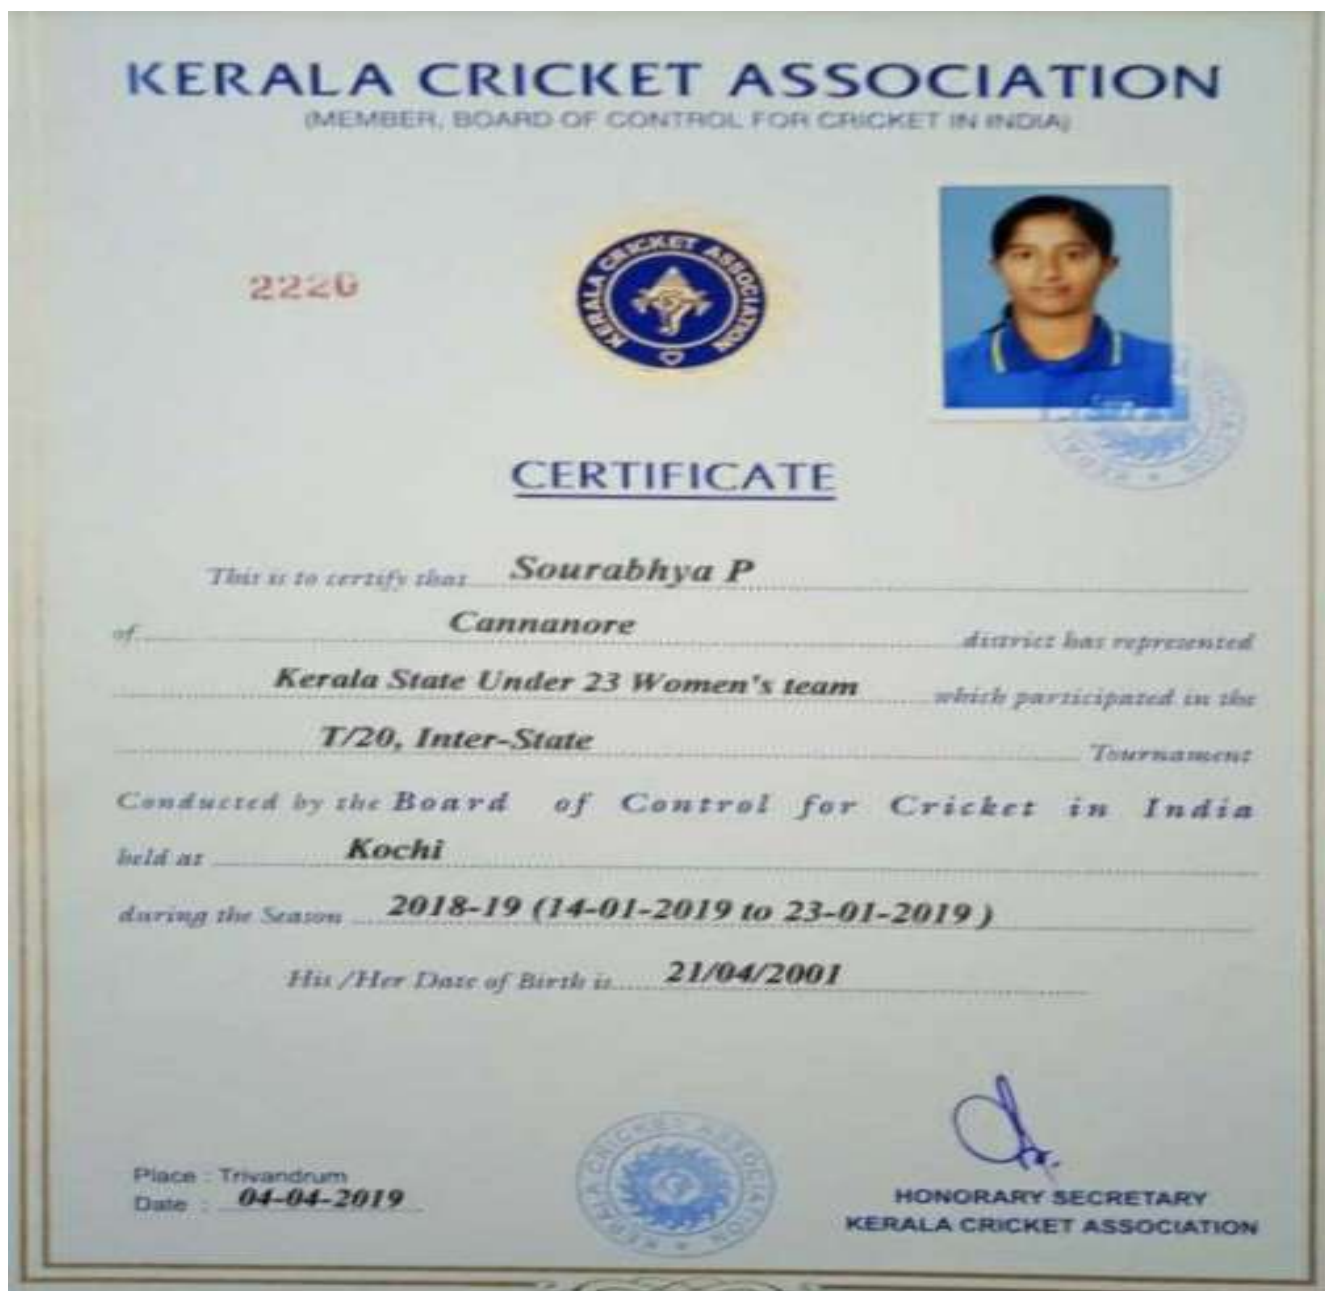 KERALA CRICKET ASSOCIATION
(MEMBER, BOARD OF CONTROL FOR CRICKET IN INDIA)
KERALA CRICKET ASSOCIATION
CERTIFICATE
This is to certify that Sourabhya P
of Cannanore district has represented
Kerala State Under 23 Women's team which participated in the
T/20, Inter-State Tournament
Conducted by the Board of Control for Cricket in India
held at Kochi
during the Season 2018-19 (14-01-2019 to 23-01-2019 )
His /Her Date of Birth is 21/04/2001
KERALA CRICKET ASSOCIATION
Place : Trivandrum
Date : 04-04-2019
HONORARY SECRETARY
KERALA CRICKET ASSOCIATION